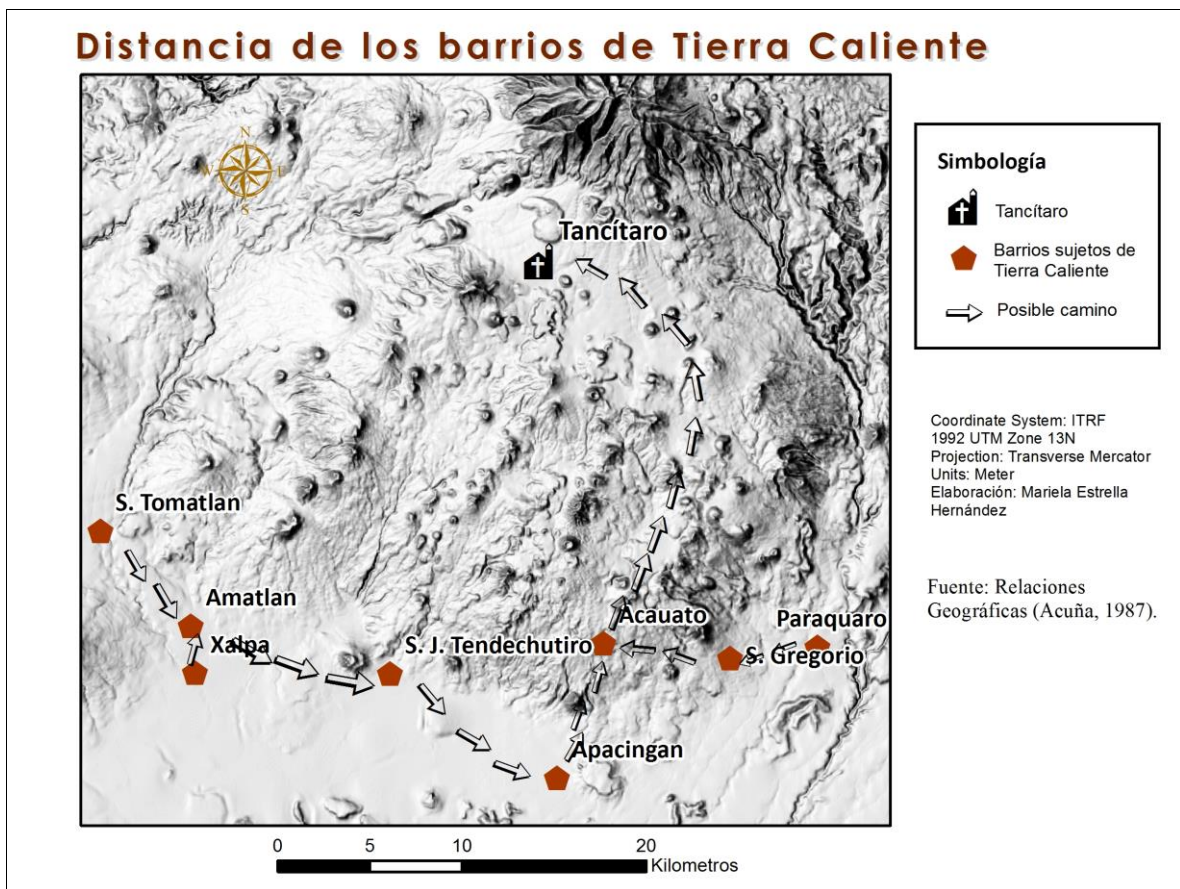 Distancia de los barrios de Tierra Caliente
N
W E
S
Tancítaro
S. Tomatlan
Amatlan
Xalpa
S. J. Tendechutiro
Acauato
Paraquaro
S. Gregorio
Apacingan
0 5 10 20
Kilometros
Simbología
Tancítaro
Barrios sujetos de
Tierra Caliente
Posible camino
Coordinate System: ITRF
1992 UTM Zone 13N
Projection: Transverse Mercator
Units: Meter
Elaboración: Mariela Estrella
Hernández
Fuente: Relaciones
Geográficas (Acuña, 1987).